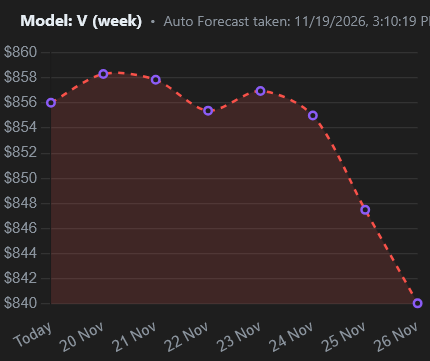 Model: V (week) • Auto Forecast taken: 11/19/2026, 3:10:19 P
$860
$858
$856
$854
$852
$850
$848
$846
$844
$842
$840
Today
20 Nov
21 Nov
22 Nov
23 Nov
24 Nov
25 Nov
26 Nov